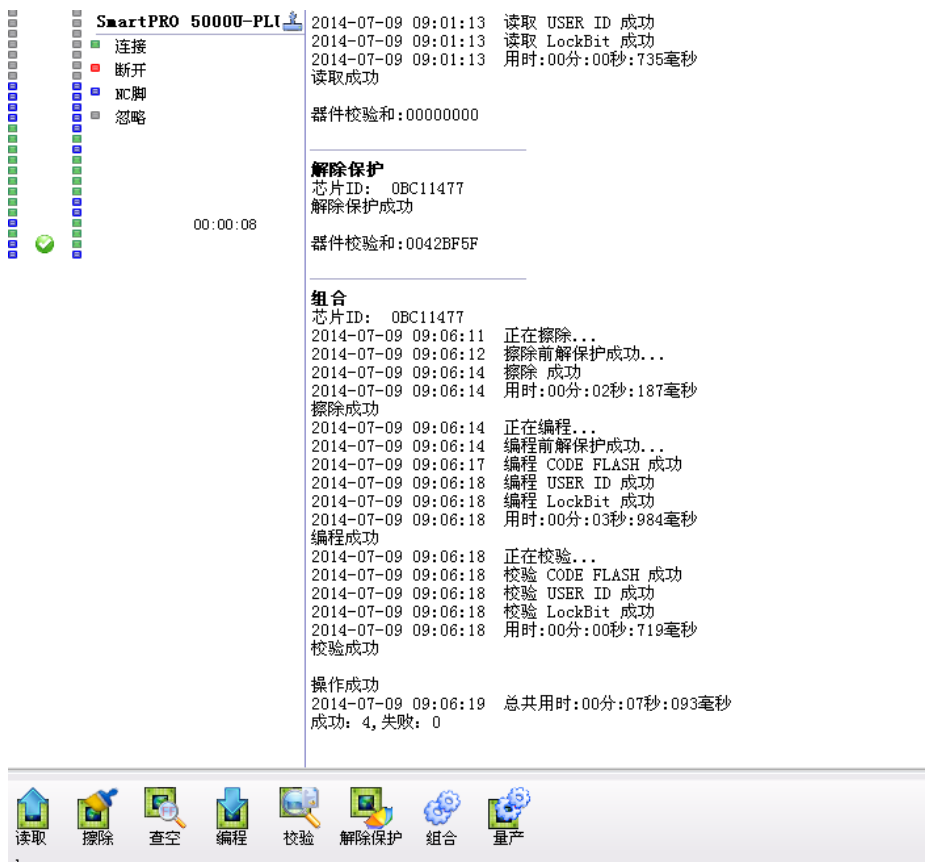 SmartPRO 5000U-PLU
连接
断开
NC脚
忽略
00:00:08
2014-07-09 09:01:13 读取 USER ID 成功
2014-07-09 09:01:13 读取 LockBit 成功
2014-07-09 09:01:13 用时:00分:00秒:735毫秒
读取成功
器件校验和:00000000
解除保护
芯片ID: 0BC11477
解除保护成功
器件校验和:0042BF5F
组合
芯片ID: 0BC11477
2014-07-09 09:06:11 正在擦除...
2014-07-09 09:06:12 擦除前解保护成功...
2014-07-09 09:06:14 擦除 成功
2014-07-09 09:06:14 用时:00分:02秒:187毫秒
擦除成功
2014-07-09 09:06:14 正在编程...
2014-07-09 09:06:14 编程前解保护成功...
2014-07-09 09:06:17 编程 CODE FLASH 成功
2014-07-09 09:06:18 编程 USER ID 成功
2014-07-09 09:06:18 编程 LockBit 成功
2014-07-09 09:06:18 用时:00分:03秒:984毫秒
编程成功
2014-07-09 09:06:18 正在校验...
2014-07-09 09:06:18 校验 CODE FLASH 成功
2014-07-09 09:06:18 校验 USER ID 成功
2014-07-09 09:06:18 校验 LockBit 成功
2014-07-09 09:06:18 用时:00分:00秒:719毫秒
校验成功
操作成功
2014-07-09 09:06:19 总共用时:00分:07秒:093毫秒
成功: 4,失败: 0
读取 擦除 查空 编程 校验 解除保护 组合 量产